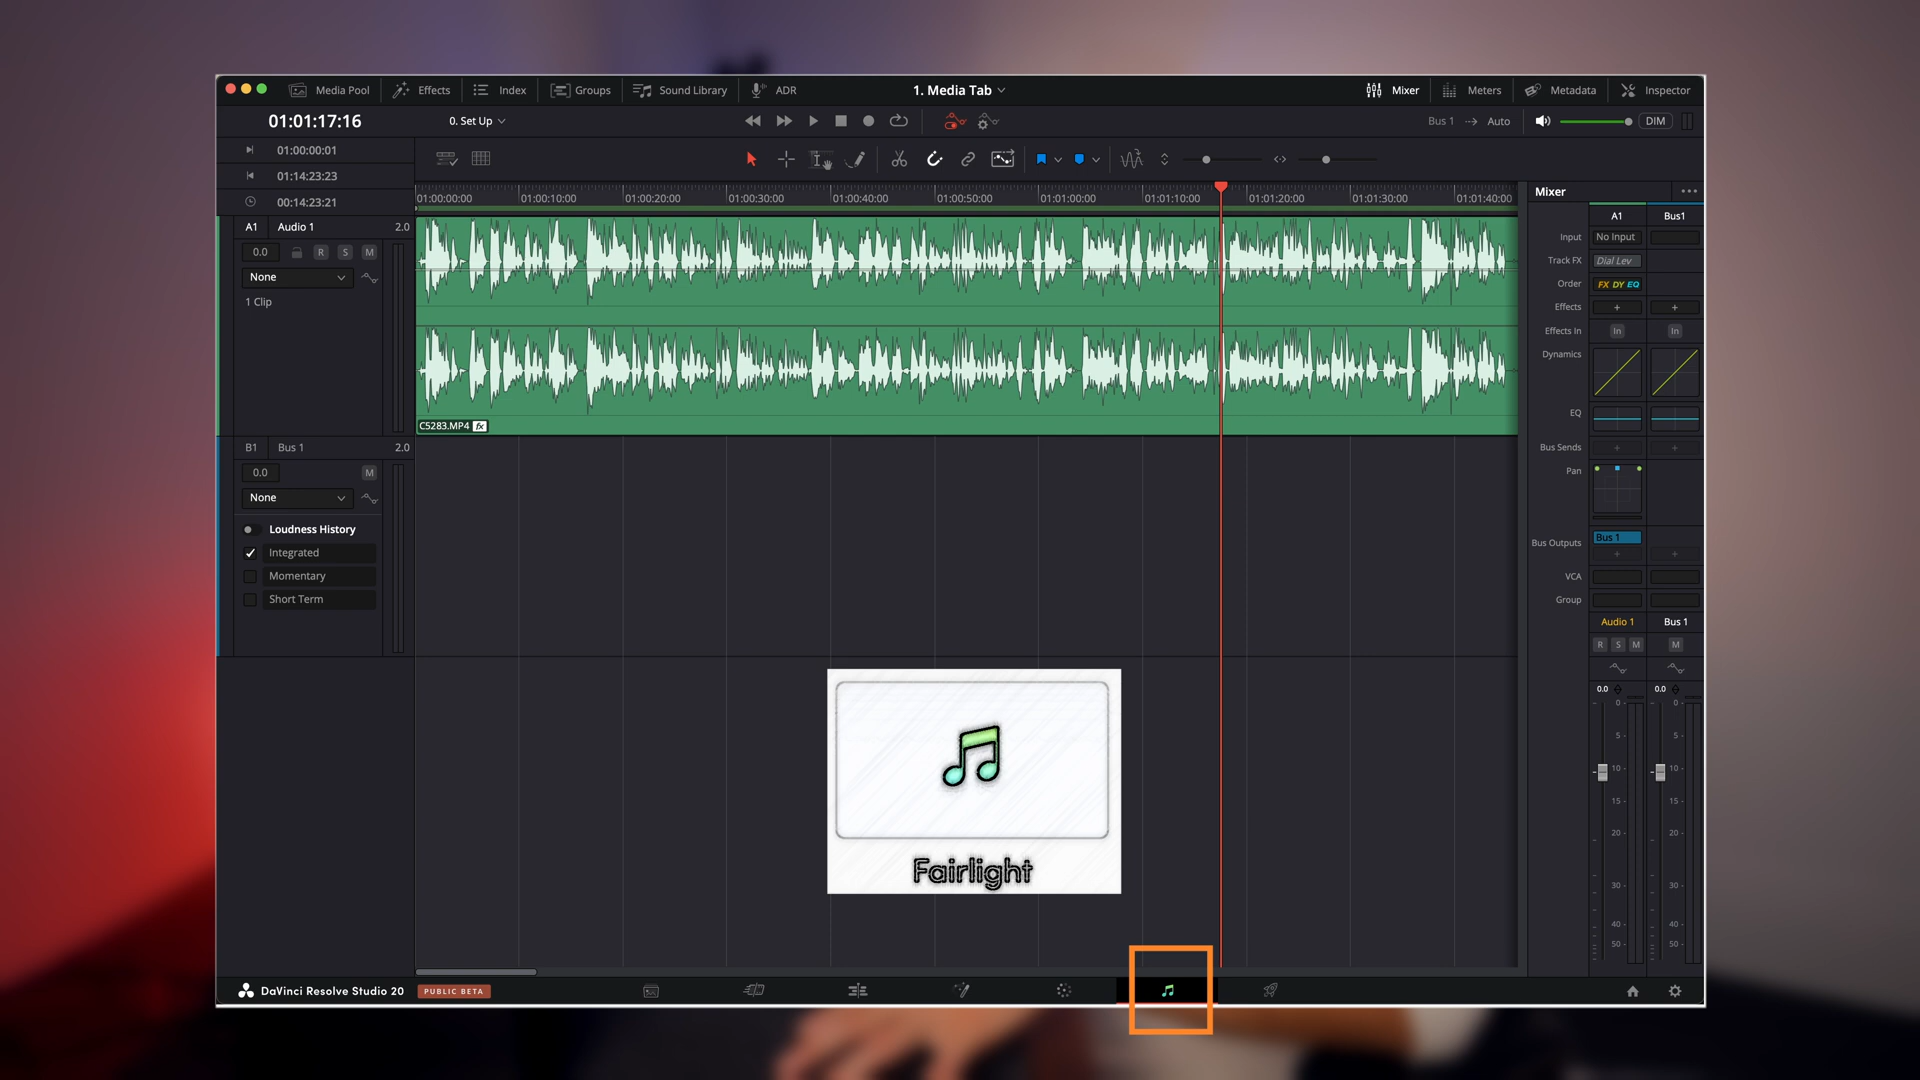 Media Pool Effects Index Groups Sound Library ADR 1. Media Tab Mixer Meters Metadata Inspector
01:01:17:16 0. Set Up Bus 1 Auto DIM
01:00:00:01
01:14:23:23
00:14:23:21
01:00:00:00 01:00:10:00 01:00:20:00 01:00:30:00 01:00:40:00 01:00:50:00 01:01:00:00 01:01:10:00 01:01:20:00 01:01:30:00 01:01:40:00
A1 Audio 1 2.0
0.0 R S M
None
1 Clip
C5283.MP4 fx
B1 Bus 1 2.0
0.0 M
None
Loudness History
Integrated
Momentary
Short Term
Mixer
A1 Bus1
Input No Input
Track FX Dial Lev
Order FX DY EQ
Effects + +
Effects In In In
Dynamics
EQ
Bus Sends + +
Pan
Bus Outputs Bus 1
+ +
VCA
Group
Audio 1 Bus 1
R S M M
0.0 0.0
0 0
5 5
10 10
15 15
20 20
30 30
40 40
50 50
Fairlight
DaVinci Resolve Studio 20 PUBLIC BETA